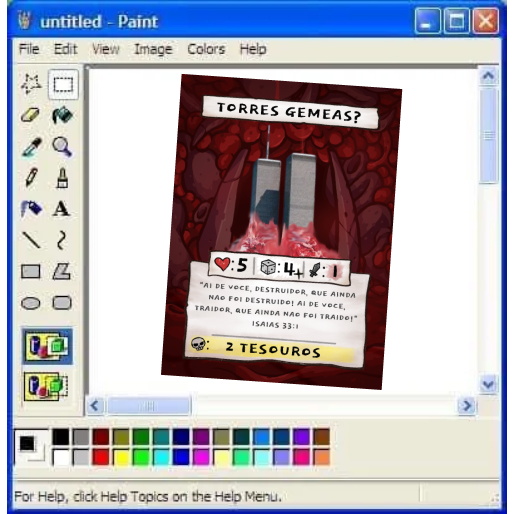 untitled - Paint
File Edit View Image Colors Help
TORRES GEMEAS?
:5 :4+ :1
"AI DE VOCE, DESTRUIDOR, QUE AINDA
NAO FOI DESTRUIDO! AI DE VOCE,
TRAIDOR, QUE AINDA NAO FOI TRAIDO!"
ISAIAS 33:1
: 2 TESOUROS
For Help, click Help Topics on the Help Menu.